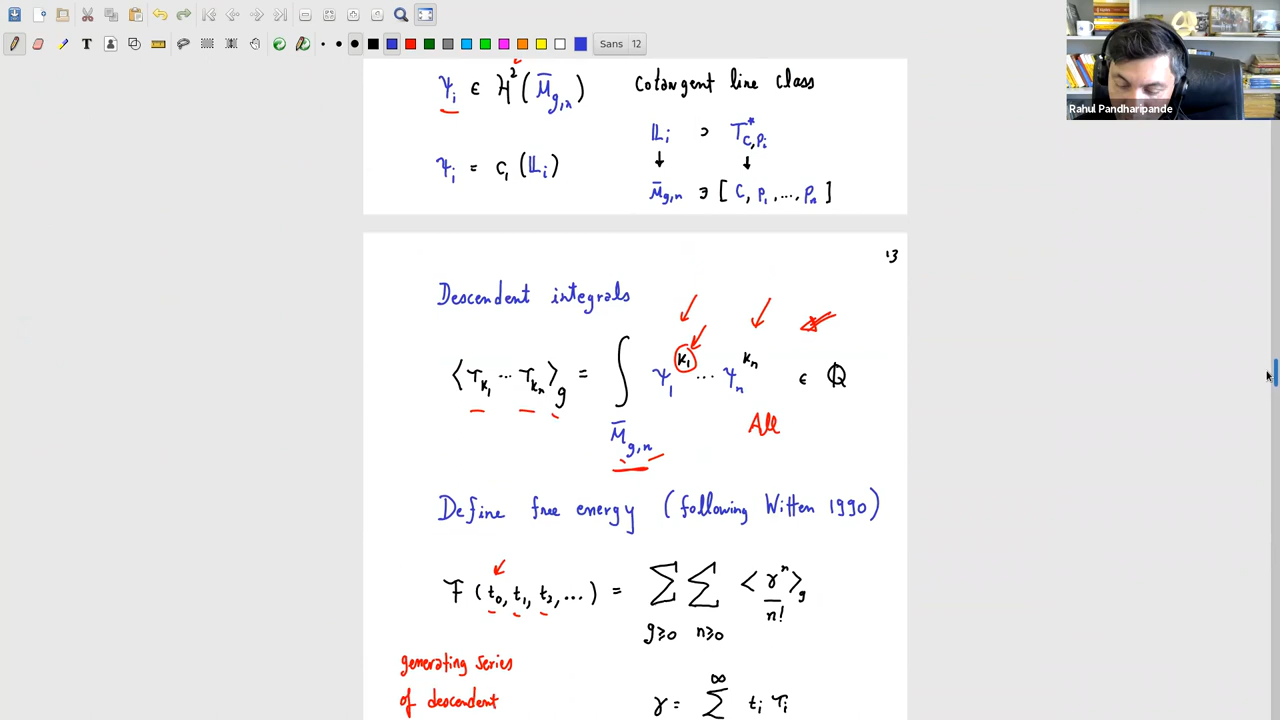 Sans 12
Rahul Pandharipande
ψ_i ∈ H^2 ( M̄_{g,n} ) Cotangent line class
𝕃_i ⊃ T^*_{C,p_i}
↓ ↓
ψ_i = c_1 (𝕃_i)
M̄_{g,n} ∋ [ C, p_1, ..., p_n ]
13
Descendent integrals
⟨ τ_{k_1} ... τ_{k_n} ⟩_g = ∫_{M̄_{g,n}} ψ_1^{k_1} ... ψ_n^{k_n} ∈ ℚ
All
Define free energy (following Witten 1990)
F ( t_0, t_1, t_2, ... ) = ∑_{g≥0} ∑_{n≥0} ⟨ γ^n / n! ⟩_g
generating series
of descendent
γ = ∑^∞ t_i τ_i